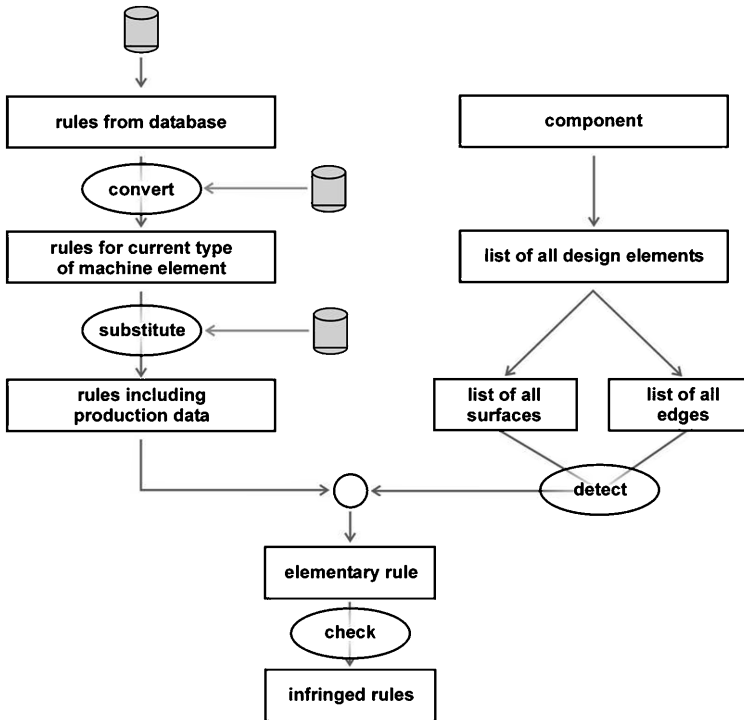 rules from database
component
convert
rules for current type
of machine element
list of all design elements
substitute
rules including
production data
list of all
surfaces
list of all
edges
detect
elementary rule
check
infringed rules